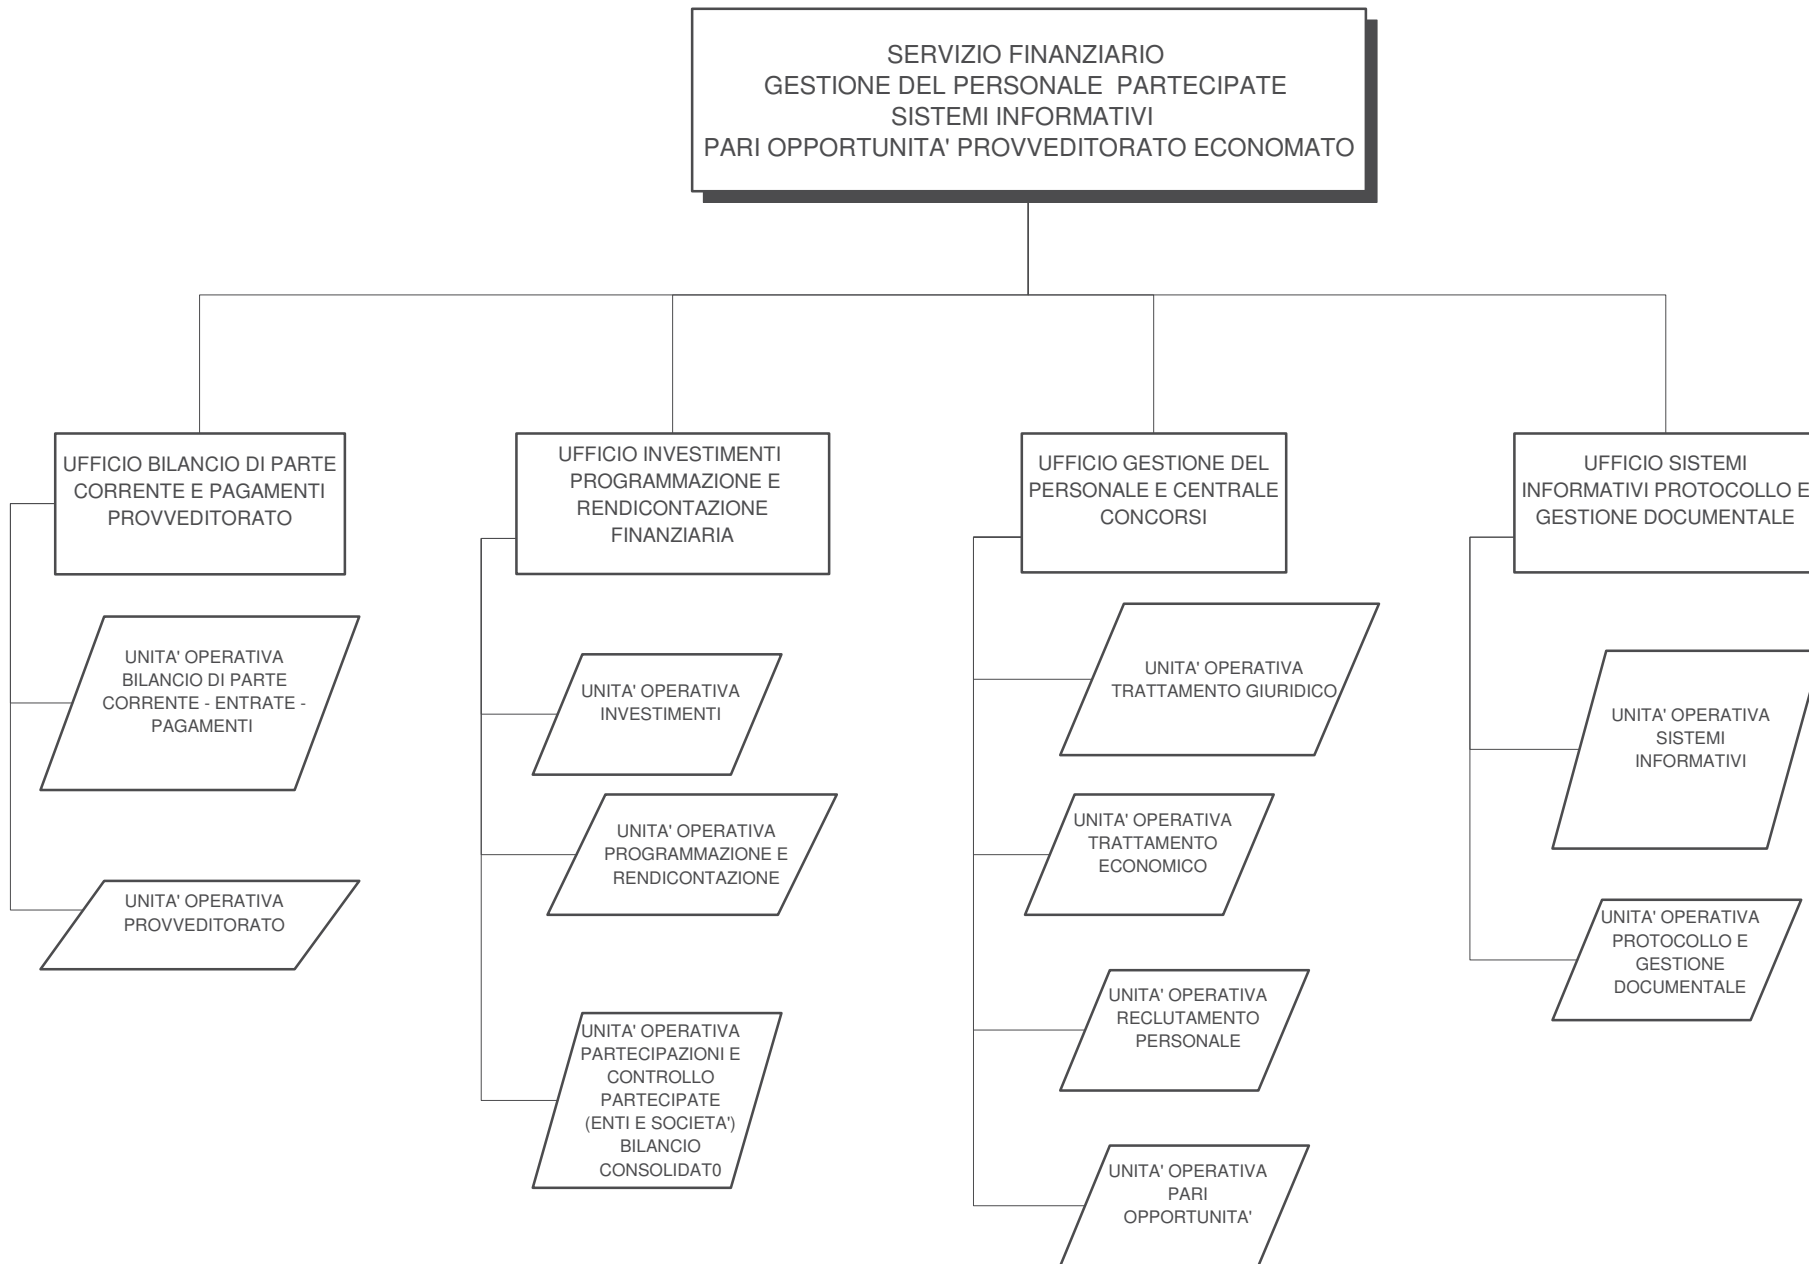 SERVIZIO FINANZIARIO
GESTIONE DEL PERSONALE  PARTECIPATE
SISTEMI INFORMATIVI
PARI OPPORTUNITA' PROVVEDITORATO ECONOMATO
UFFICIO BILANCIO DI PARTE
CORRENTE E PAGAMENTI
PROVVEDITORATO
UNITA' OPERATIVA
BILANCIO DI PARTE
CORRENTE - ENTRATE -
PAGAMENTI
UNITA' OPERATIVA
PROVVEDITORATO
UFFICIO INVESTIMENTI
PROGRAMMAZIONE E
RENDICONTAZIONE
FINANZIARIA
UNITA' OPERATIVA
INVESTIMENTI
UNITA' OPERATIVA
PROGRAMMAZIONE E
RENDICONTAZIONE
UNITA' OPERATIVA
PARTECIPAZIONI E
CONTROLLO
PARTECIPATE
(ENTI E SOCIETA')
BILANCIO
CONSOLIDAT0
UFFICIO GESTIONE DEL
PERSONALE E CENTRALE
CONCORSI
UNITA' OPERATIVA
TRATTAMENTO GIURIDICO
UNITA' OPERATIVA
TRATTAMENTO
ECONOMICO
UNITA' OPERATIVA
RECLUTAMENTO
PERSONALE
UNITA' OPERATIVA
PARI
OPPORTUNITA'
UFFICIO SISTEMI
INFORMATIVI PROTOCOLLO E
GESTIONE DOCUMENTALE
UNITA' OPERATIVA
SISTEMI
INFORMATIVI
UNITA' OPERATIVA
PROTOCOLLO E
GESTIONE
DOCUMENTALE